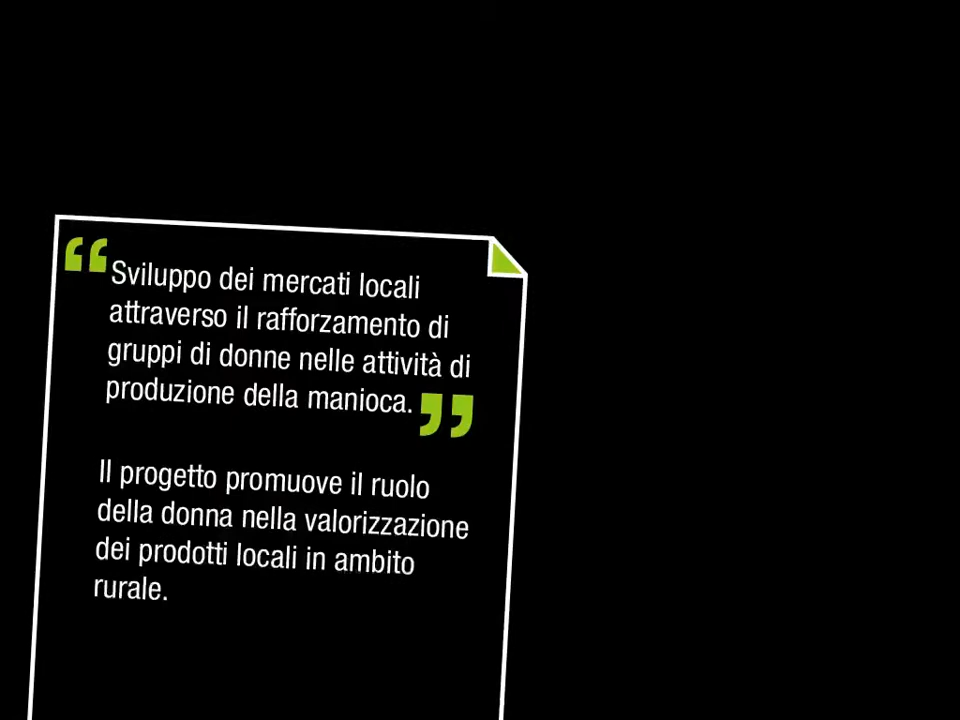 “Sviluppo dei mercati locali
attraverso il rafforzamento di
gruppi di donne nelle attività di
produzione della manioca.”
Il progetto promuove il ruolo
della donna nella valorizzazione
dei prodotti locali in ambito
rurale.